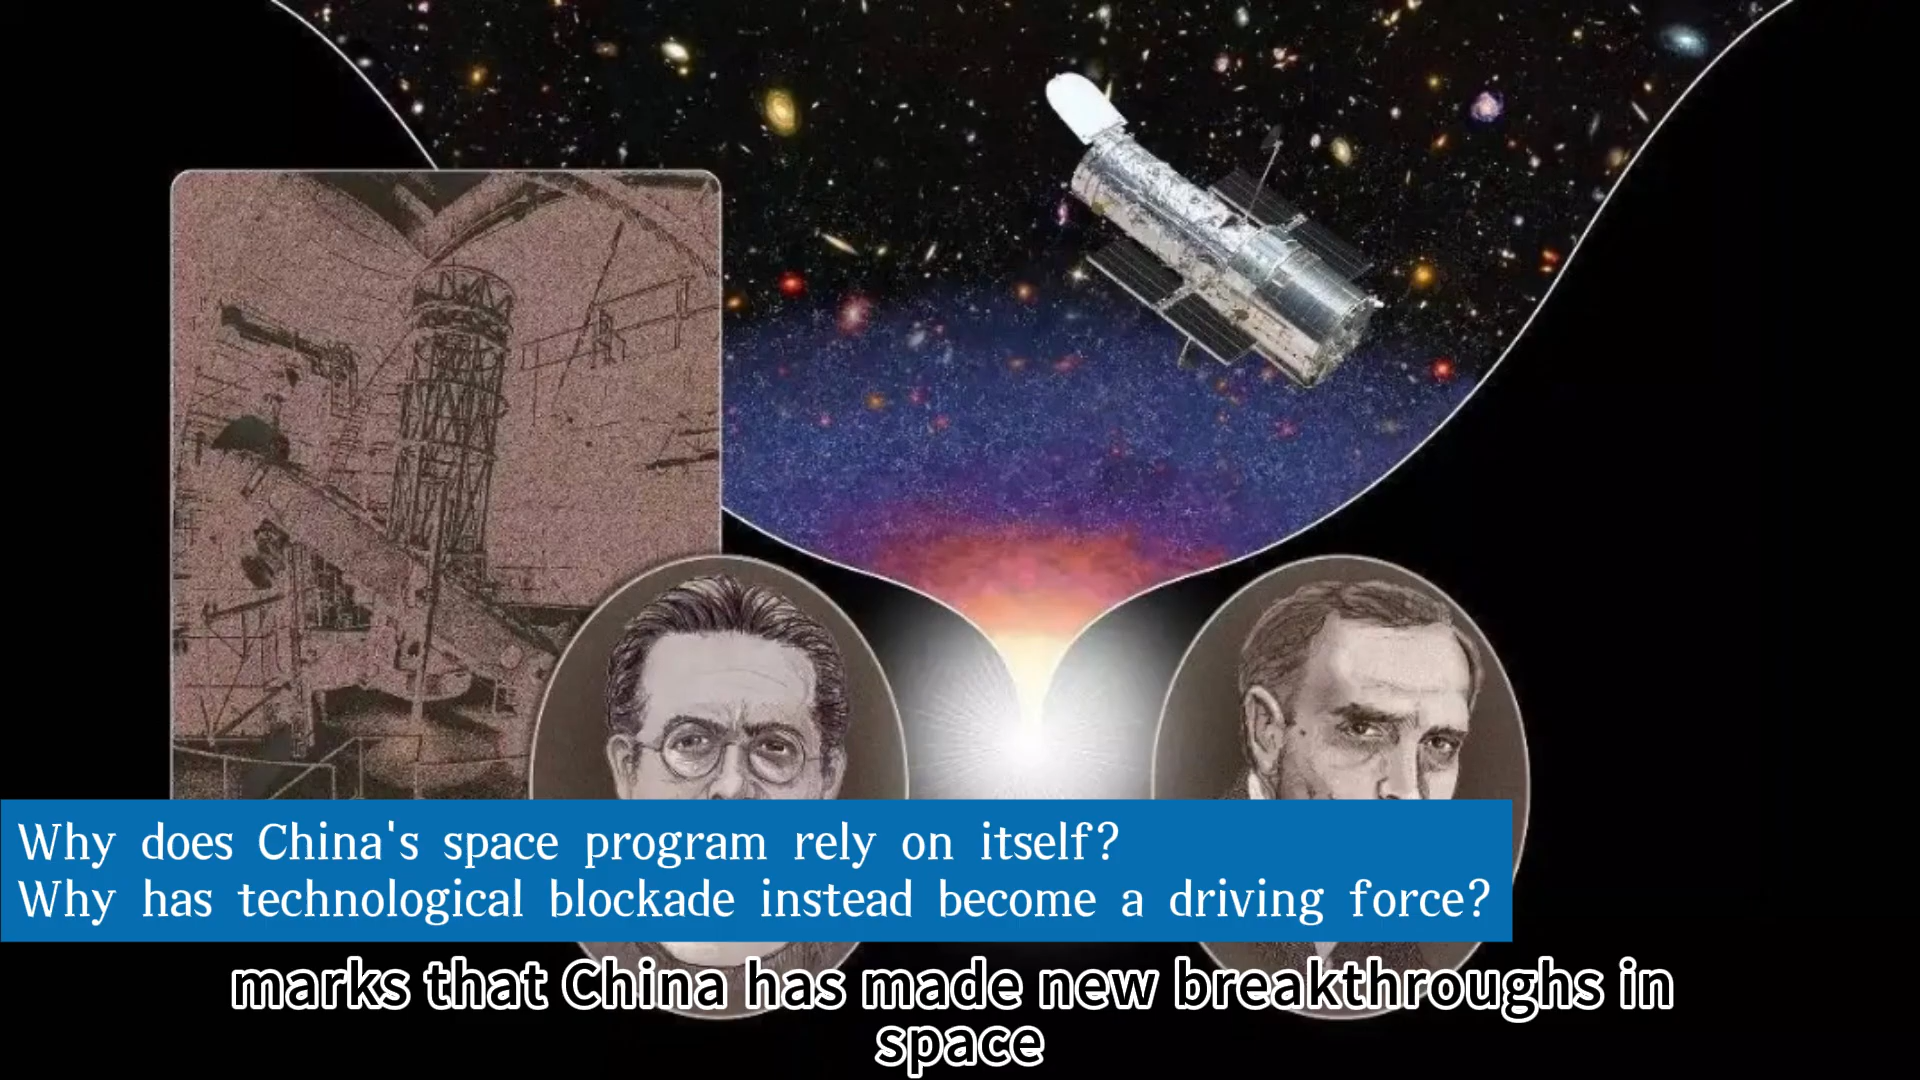 Why does China's space program rely on itself?
Why has technological blockade instead become a driving force?
marks that China has made new breakthroughs in
space